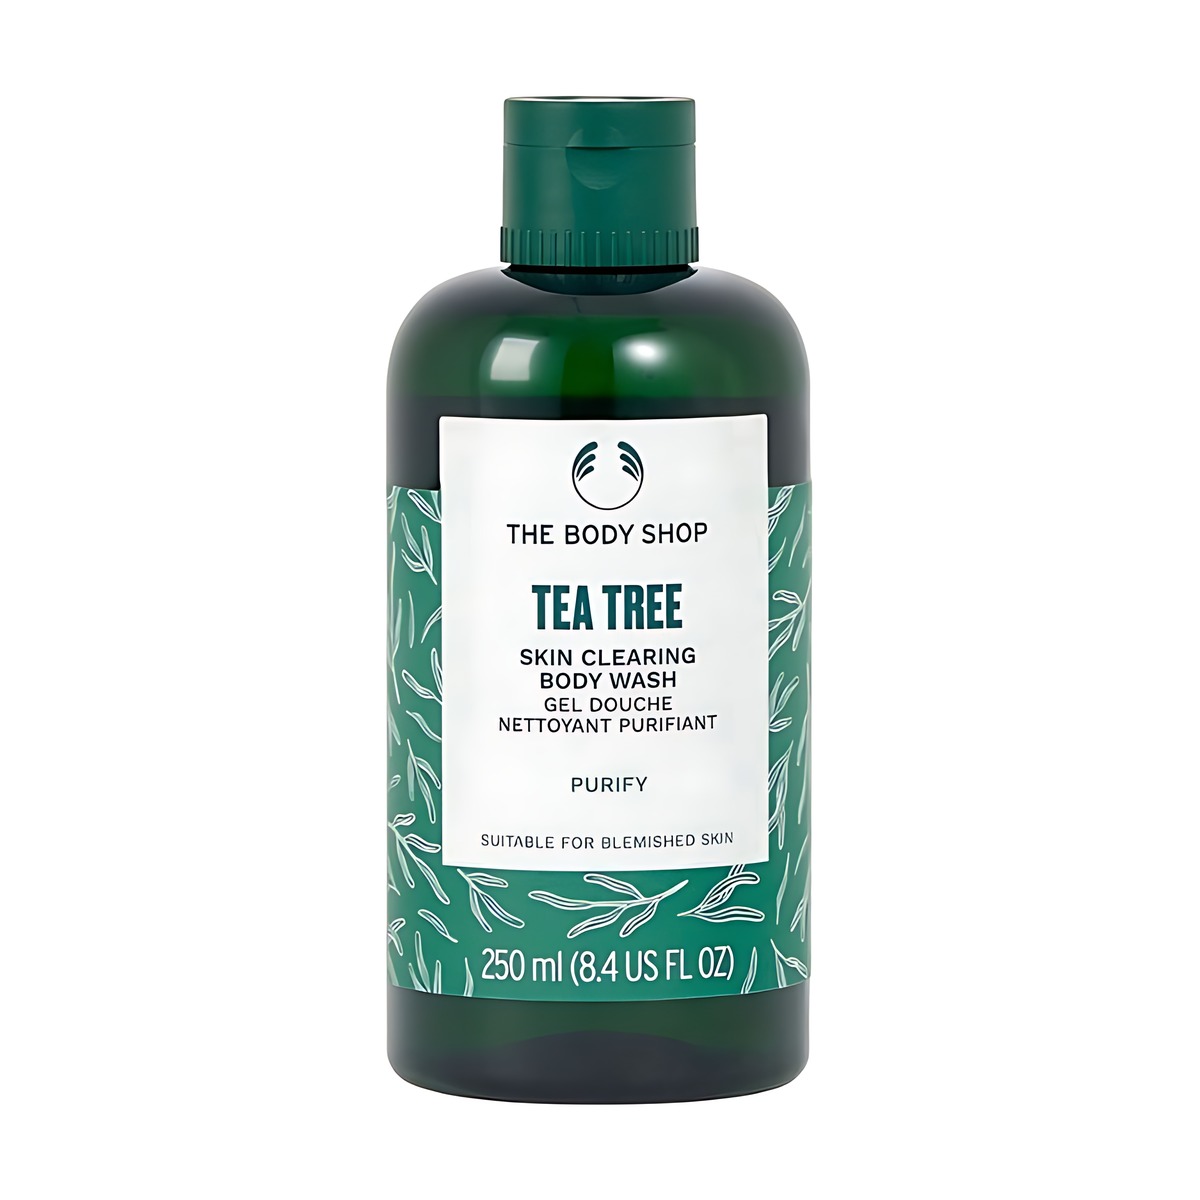 THE BODY SHOP
TEA TREE
SKIN CLEARING
BODY WASH
GEL DOUCHE
NETTOYANT PURIFIANT
PURIFY
SUITABLE FOR BLEMISHED SKIN
250 ml (8.4 US FL OZ)